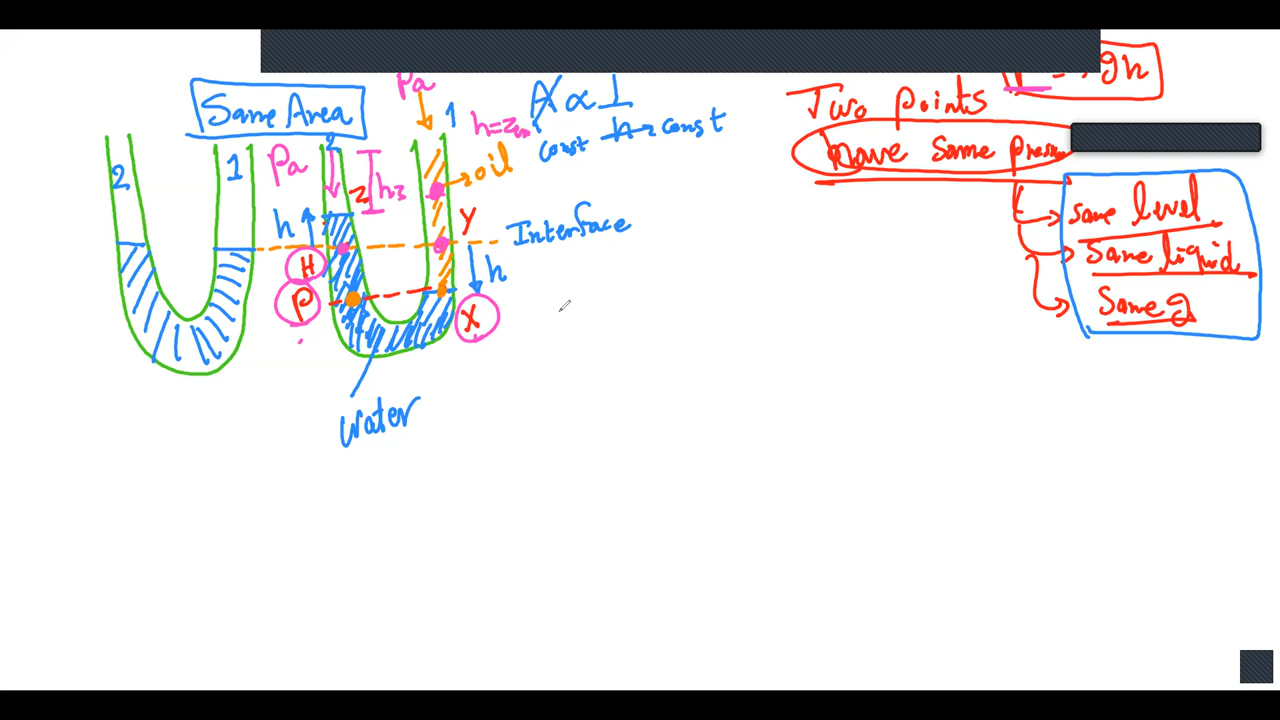 Same Area
2
1
Pa
2
h
h3
z
H
P
Pa
1
h=zero
oil
y
Interface
h
X
water
A ∝ 1
const h→const
gh
Two points
have same
same level
same liquid
same g